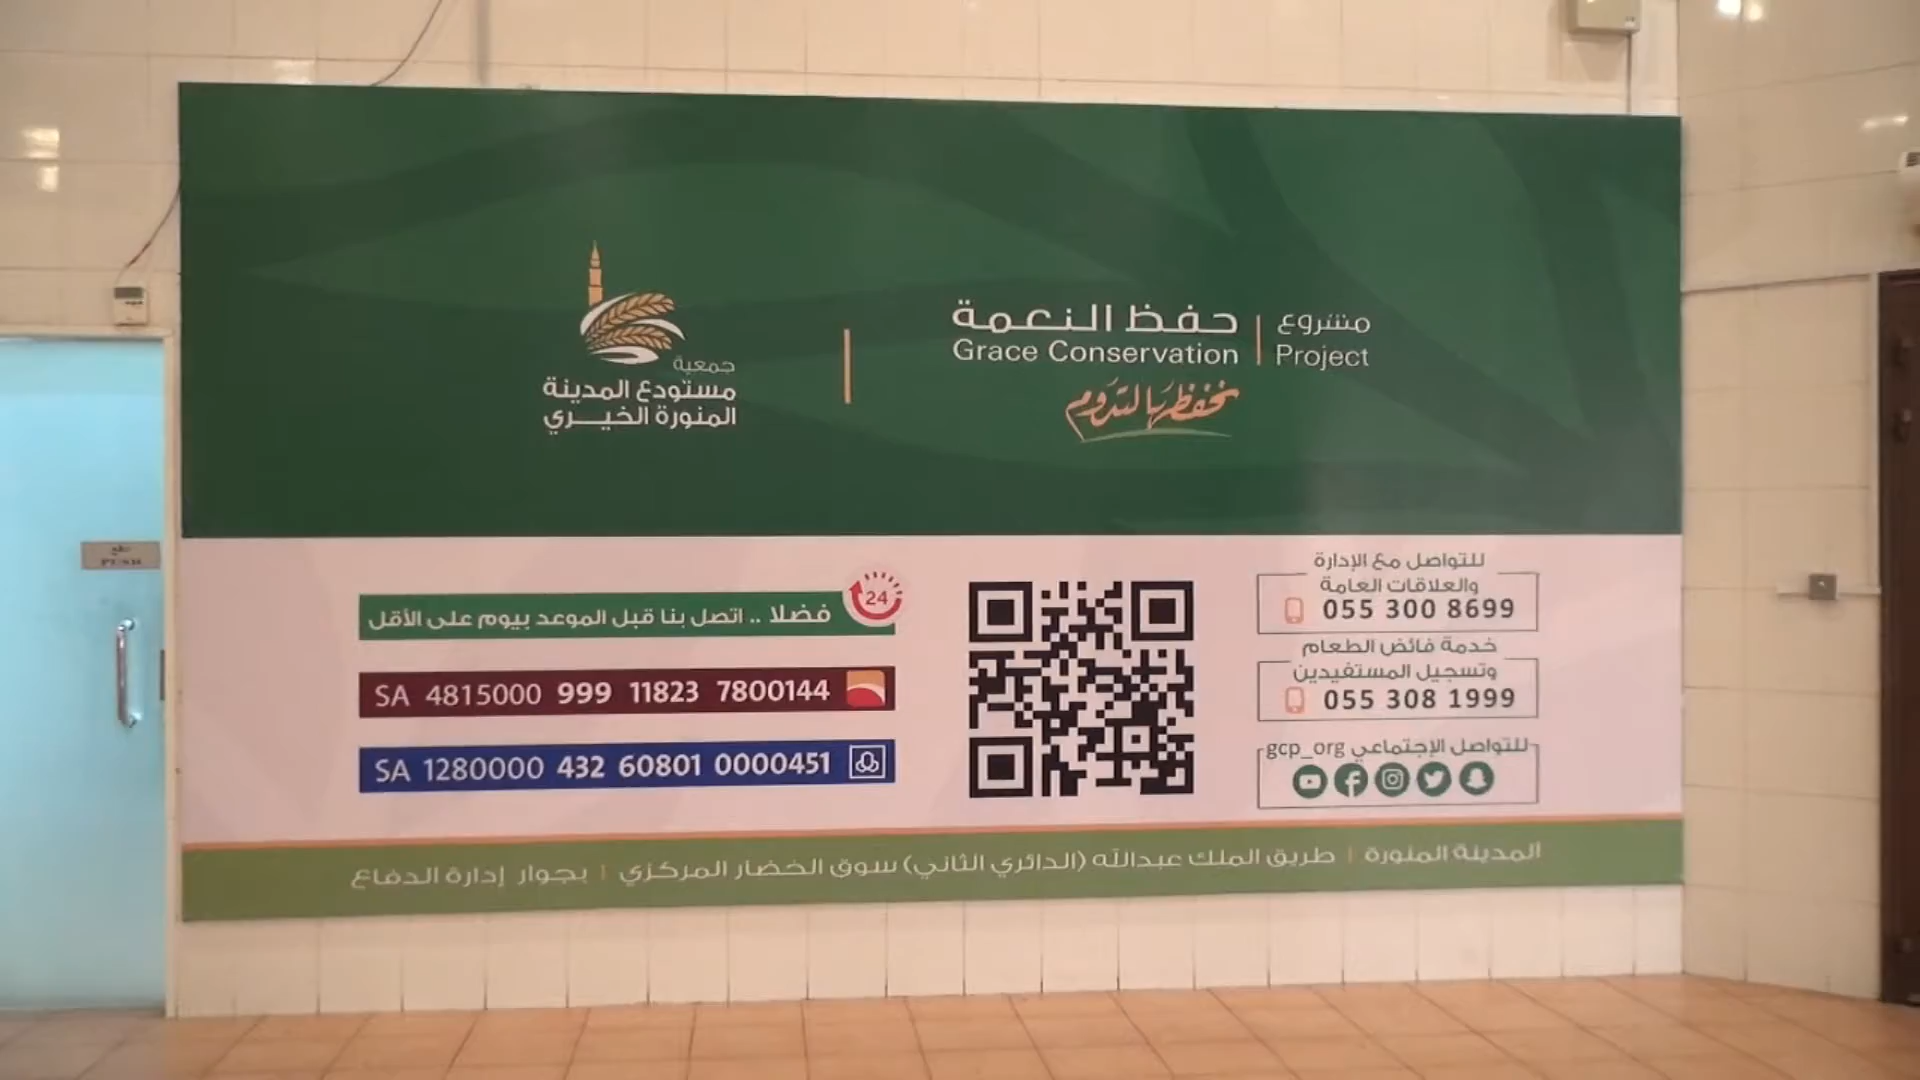 مشروع | حفظ النعمة
Grace Conservation | Project
نحفظها لتدوم
جمعية
مستودع المدينة
المنورة الخيري
للتواصل مع الإدارة
والعلاقات العامة
055 300 8699
خدمة فائض الطعام
وتسجيل المستفيدين
055 308 1999
للتواصل الإجتماعي gcp_org
24
فضلا .. اتصل بنا قبل الموعد بيوم على الأقل
SA 4815000 999 11823 7800144
SA 1280000 432 60801 0000451
المدينة المنورة | طريق الملك عبدالله (الدائري الثاني) سوق الخضار المركزي | بجوار إدارة الدفاع
PUSH